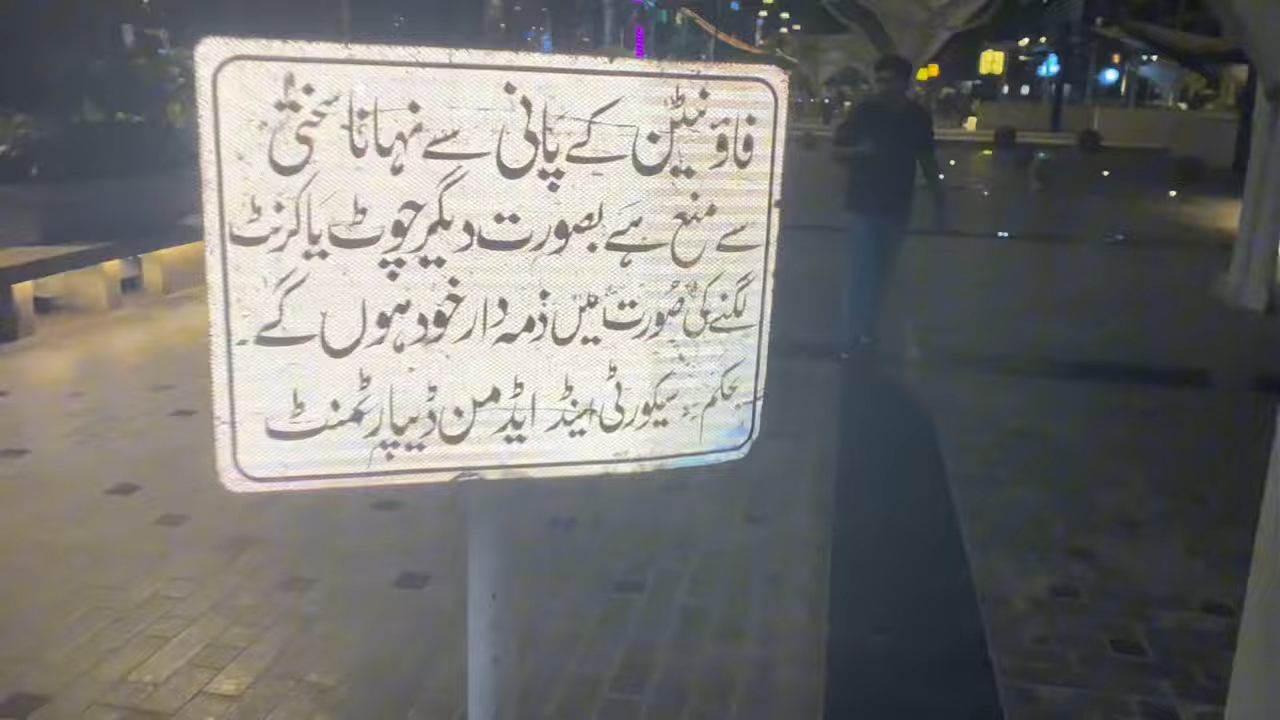 فاؤنٹین کے پانی سے نہانا سختی
سے منع ہے بصورت دیگر چوٹ یا کرنٹ
لگنے کی صورت میں ذمہ دار خود ہوں گے۔
بحکم: سیکورٹی اینڈ ایڈمن ڈیپارٹمنٹ